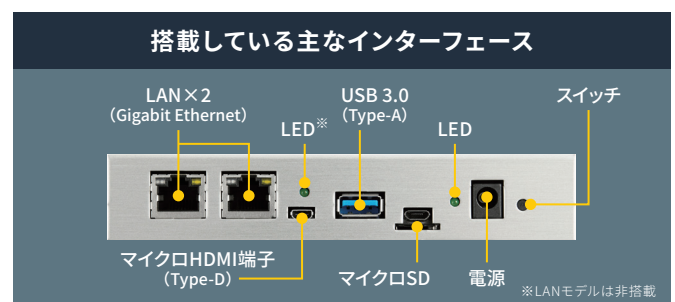 搭載している主なインターフェース
LAN×2
(Gigabit Ethernet)
LED※
USB 3.0
(Type-A)
LED
スイッチ
マイクロHDMI端子
(Type-D)
マイクロSD
電源
※LANモデルは非搭載